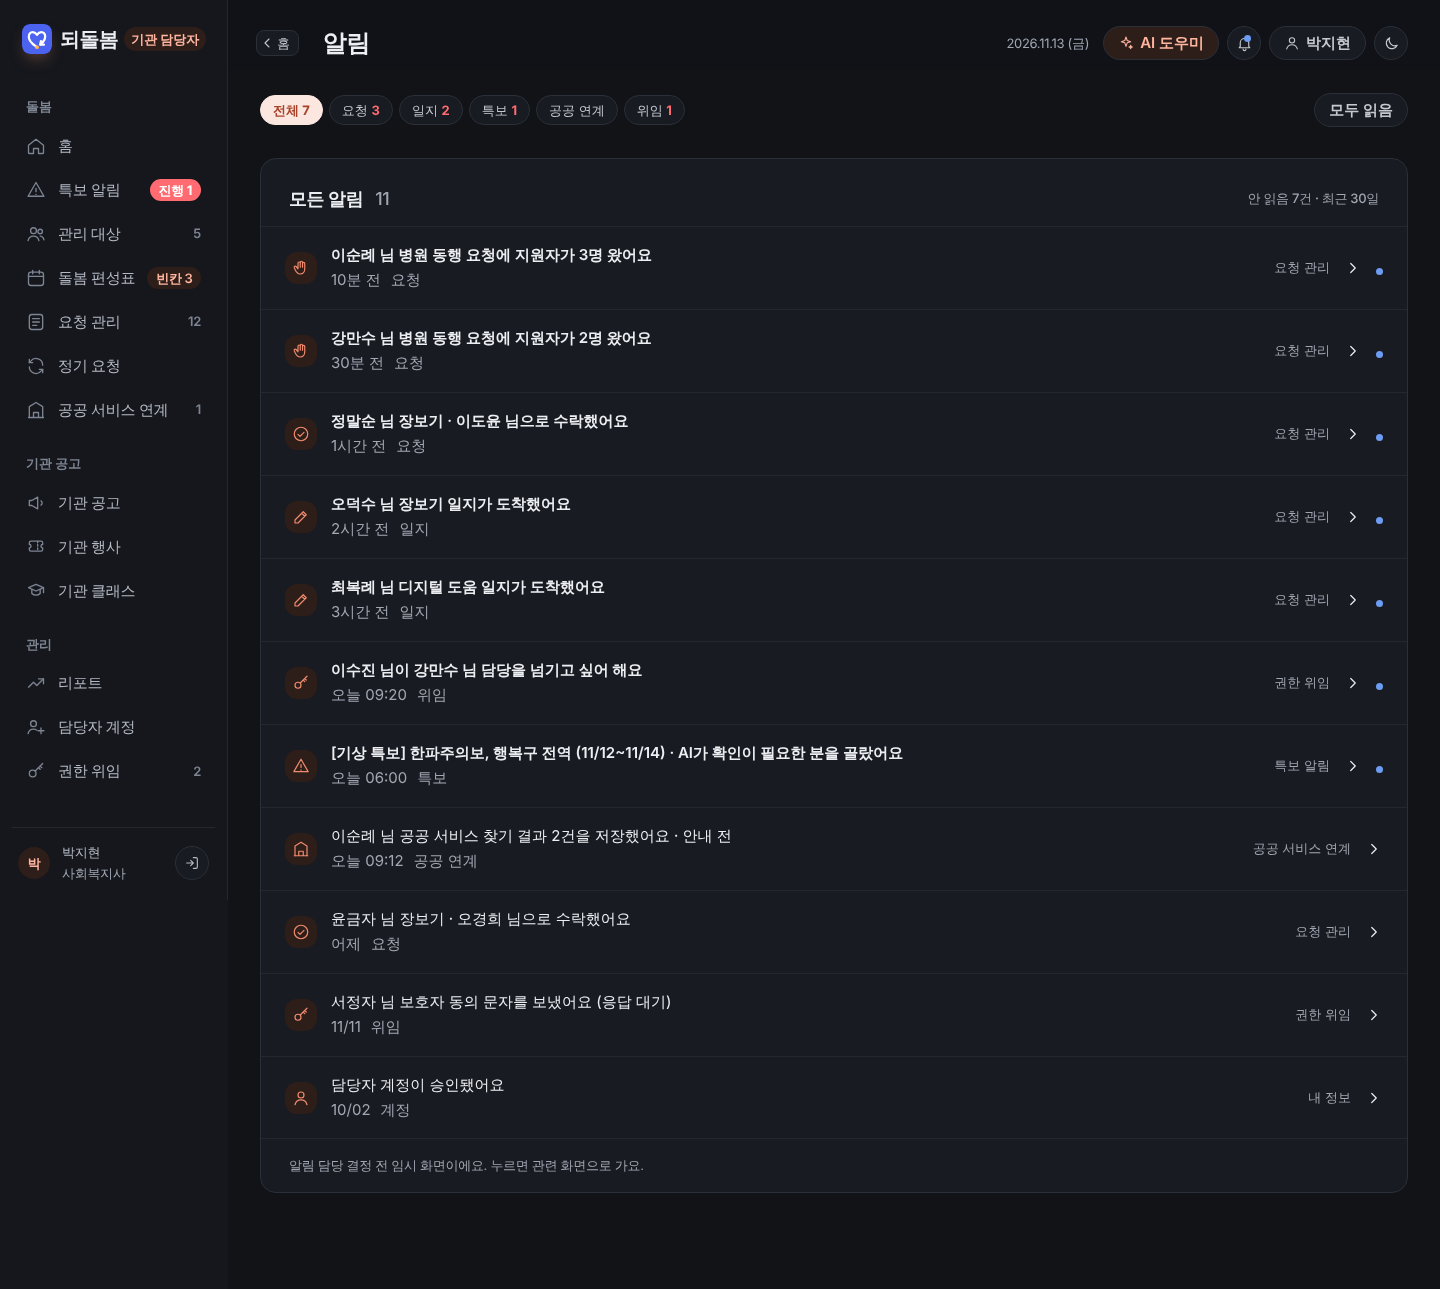 되돌봄 기관 담당자
돌봄
홈
특보 알림 진행 1
관리 대상 5
돌봄 편성표 빈칸 3
요청 관리 12
정기 요청
공공 서비스 연계 1
기관 공고
기관 공고
기관 행사
기관 클래스
관리
리포트
담당자 계정
권한 위임 2
박 박지현
사회복지사
홈 알림 2026.11.13 (금) AI 도우미 박지현
전체 7 요청 3 일지 2 특보 1 공공 연계 위임 1 모두 읽음
모든 알림 11 안 읽음 7건 · 최근 30일
이순례 님 병원 동행 요청에 지원자가 3명 왔어요
10분 전 요청 요청 관리
강만수 님 병원 동행 요청에 지원자가 2명 왔어요
30분 전 요청 요청 관리
정말순 님 장보기 · 이도윤 님으로 수락했어요
1시간 전 요청 요청 관리
오덕수 님 장보기 일지가 도착했어요
2시간 전 일지 요청 관리
최복례 님 디지털 도움 일지가 도착했어요
3시간 전 일지 요청 관리
이수진 님이 강만수 님 담당을 넘기고 싶어 해요
오늘 09:20 위임 권한 위임
[기상 특보] 한파주의보, 행복구 전역 (11/12~11/14) · AI가 확인이 필요한 분을 골랐어요
오늘 06:00 특보 특보 알림
이순례 님 공공 서비스 찾기 결과 2건을 저장했어요 · 안내 전
오늘 09:12 공공 연계 공공 서비스 연계
윤금자 님 장보기 · 오경희 님으로 수락했어요
어제 요청 요청 관리
서정자 님 보호자 동의 문자를 보냈어요 (응답 대기)
11/11 위임 권한 위임
담당자 계정이 승인됐어요
10/02 계정 내 정보
알림 담당 결정 전 임시 화면이에요. 누르면 관련 화면으로 가요.